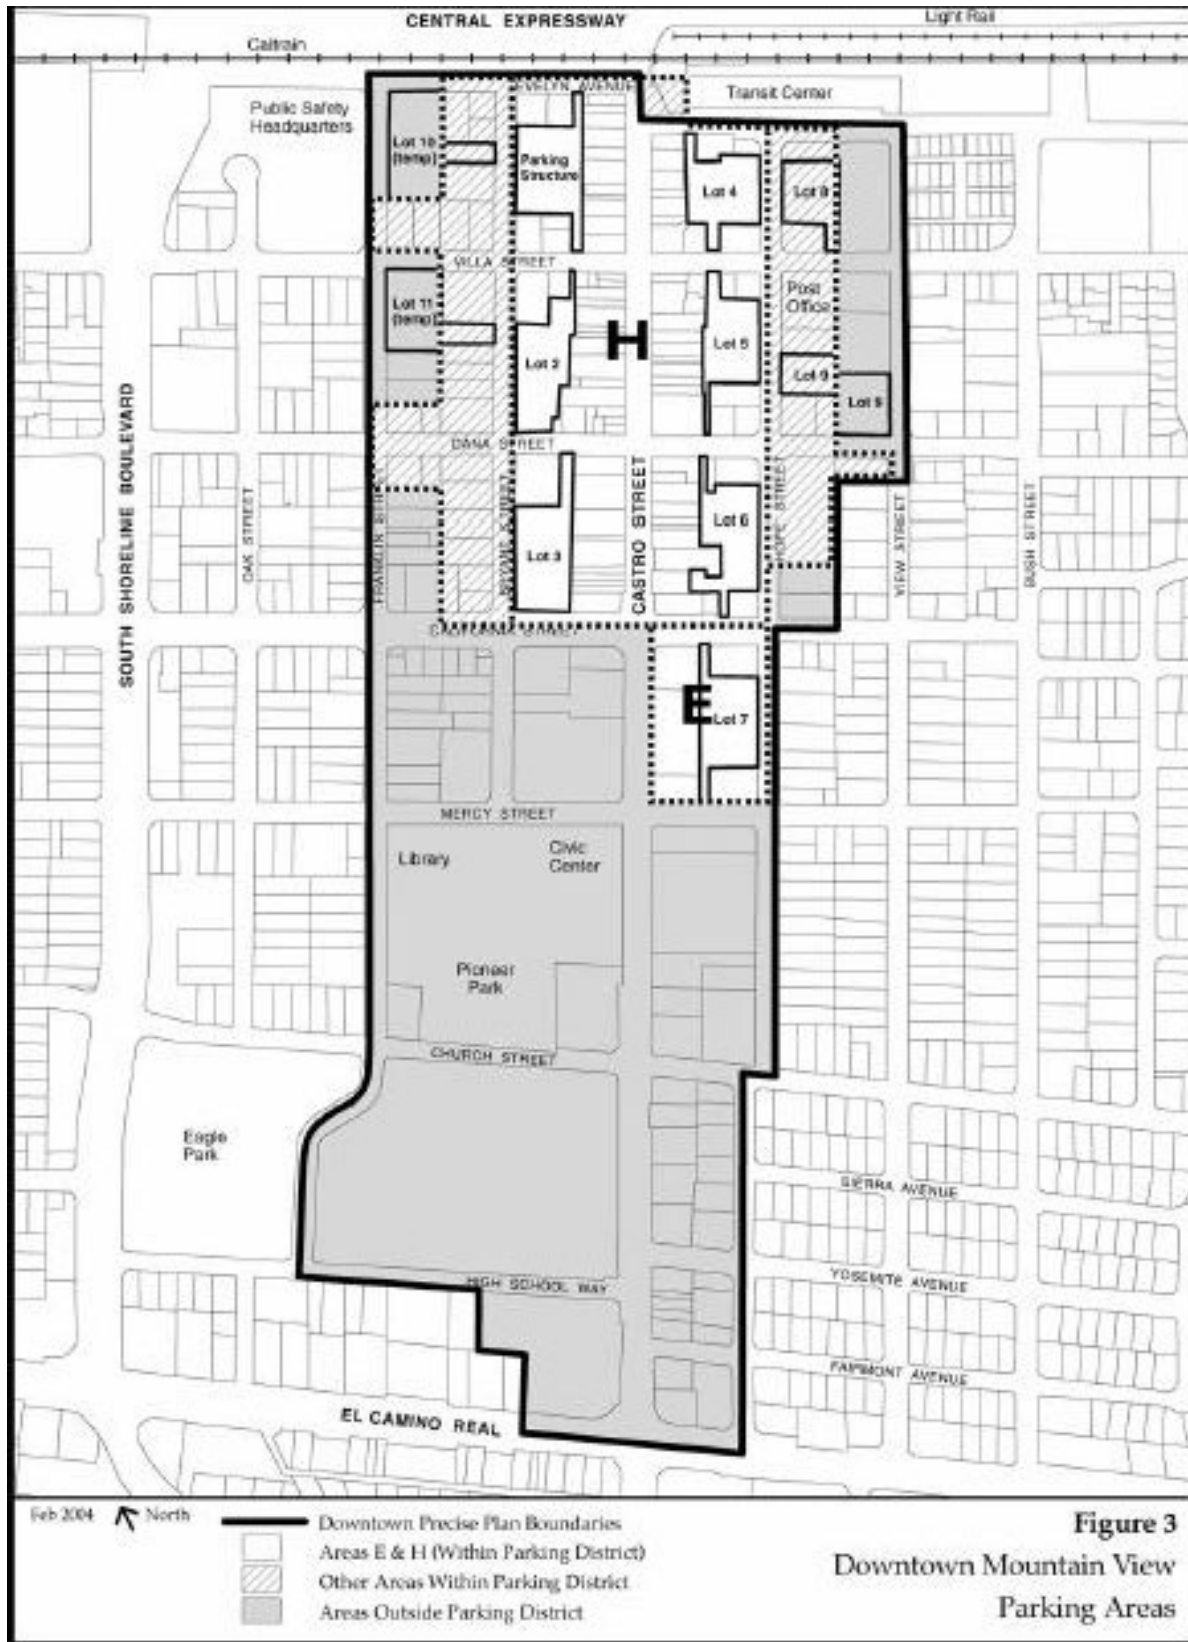 CENTRAL EXPRESSWAY
Light Rail
Caltrain
EVELYN AVENUE
Transit Center
Public Safety
Headquarters
Lot 10
(temp)
Parking
Structure
Lot 4
Lot 8
VILLA STREET
Lot 11
(temp)
Post
Office
H
Lot 2
Lot 5
Lot 9
Lot 9
DANA STREET
SOUTH SHORELINE BOULEVARD
OAK STREET
FRANKLIN STREET
BRYANT STREET
CASTRO STREET
HOPE STREET
VIEW STREET
BUSH STREET
Lot 3
Lot 6
CALIFORNIA STREET
E
Lot 7
MERCY STREET
Library
Civic
Center
Pioneer
Park
CHURCH STREET
Eagle
Park
SIERRA AVENUE
HIGH SCHOOL WAY
YOSEMITE AVENUE
FAIRMONT AVENUE
EL CAMINO REAL
Feb 2004
North
Downtown Precise Plan Boundaries
Areas E & H (Within Parking District)
Other Areas Within Parking District
Areas Outside Parking District
Figure 3
Downtown Mountain View
Parking Areas